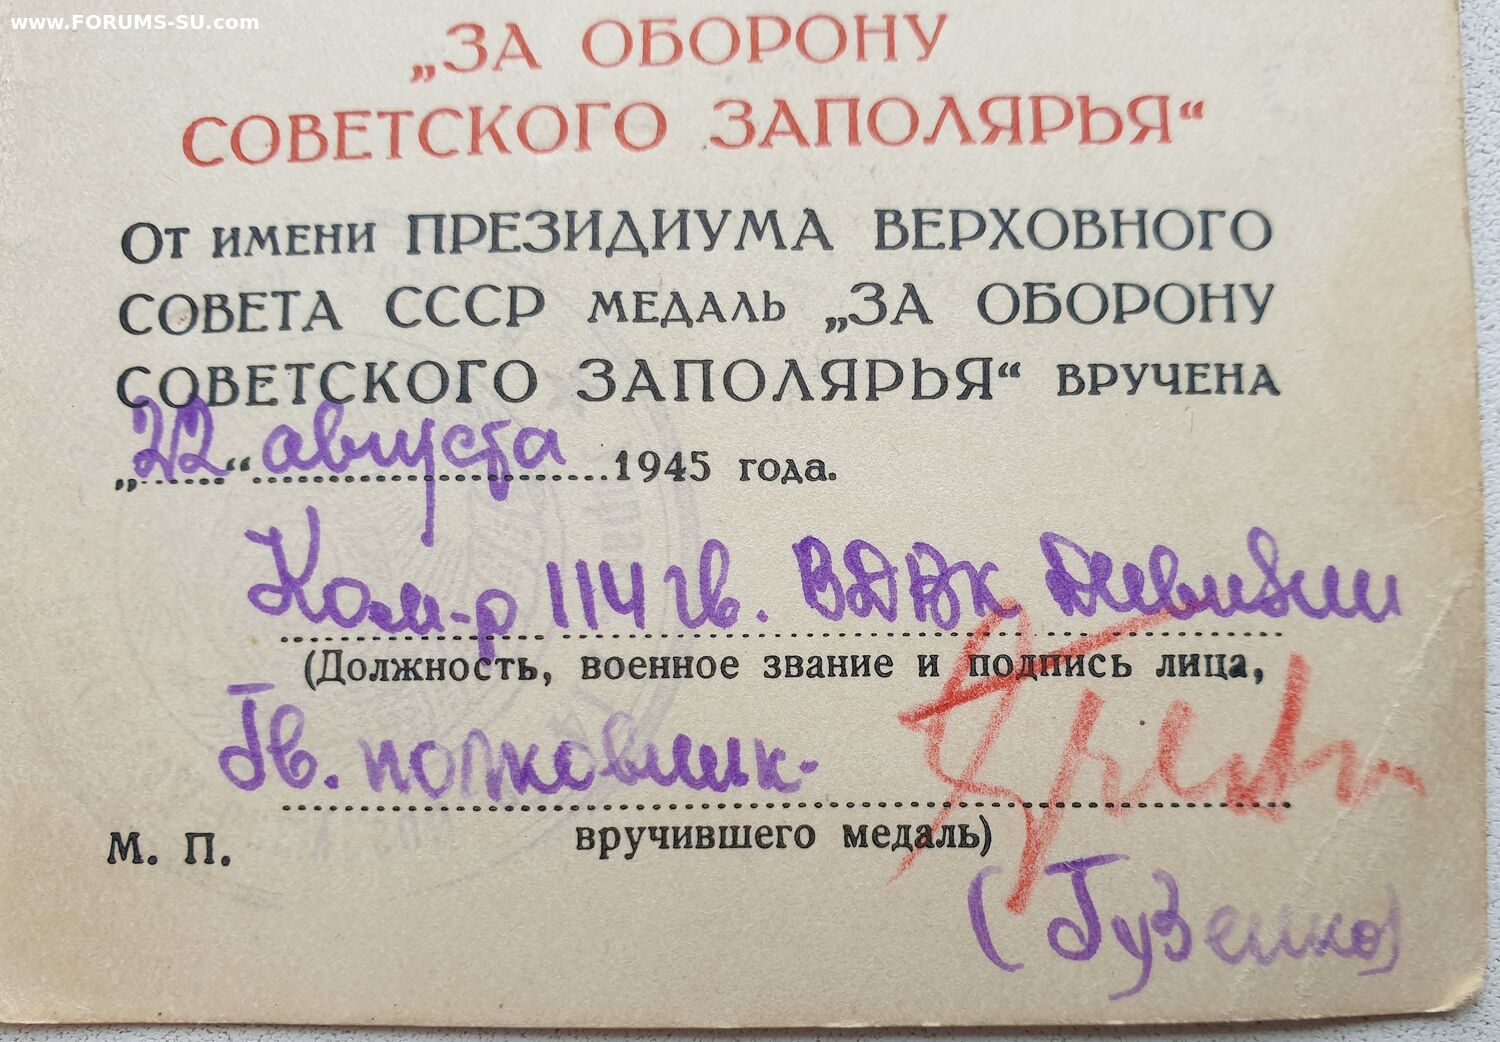 www.FORUMS-SU.com
„ЗА ОБОРОНУ
СОВЕТСКОГО ЗАПОЛЯРЬЯ“
От имени ПРЕЗИДИУМА ВЕРХОВНОГО
СОВЕТА СССР медаль „ЗА ОБОРОНУ
СОВЕТСКОГО ЗАПОЛЯРЬЯ“ вручена
„22“ августа 1945 года.
Ком-р 114 гв. ВДКк Дивизии
(Должность, военное звание и подпись лица,
Гв. полковник-
вручившего медаль)
М. П.
(Гузенко)